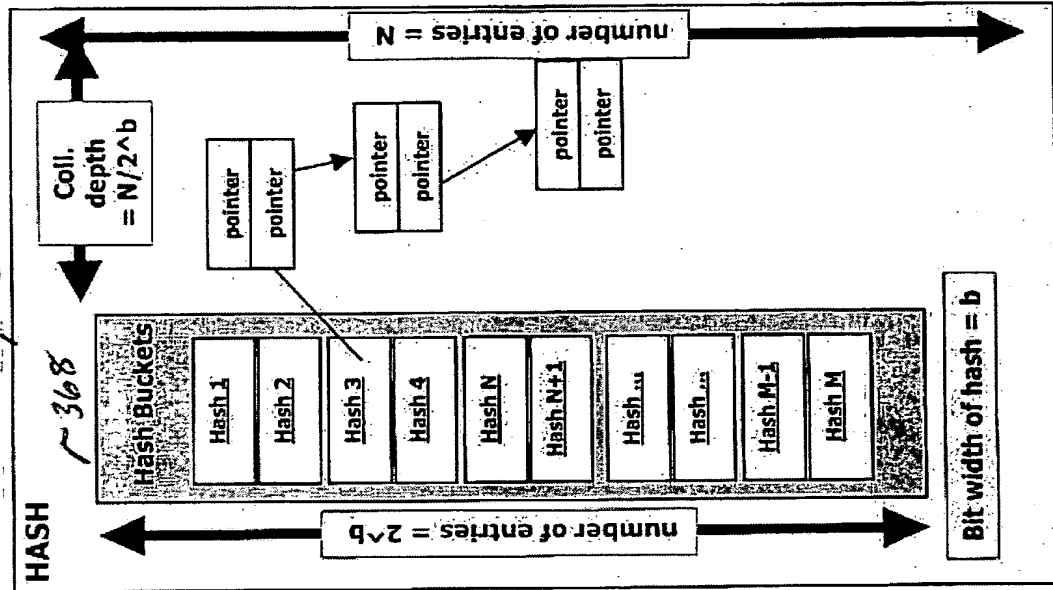 HASH
368
Coll.
depth
= N/2^b
Hash Buckets
Hash 1
Hash 2
Hash 3
Hash 4
Hash N
Hash N+1
Hash ...
Hash ...
Hash M-1
Hash M
pointer
pointer
pointer
pointer
pointer
pointer
number of entries = 2^b
number of entries = N
Bit width of hash = b